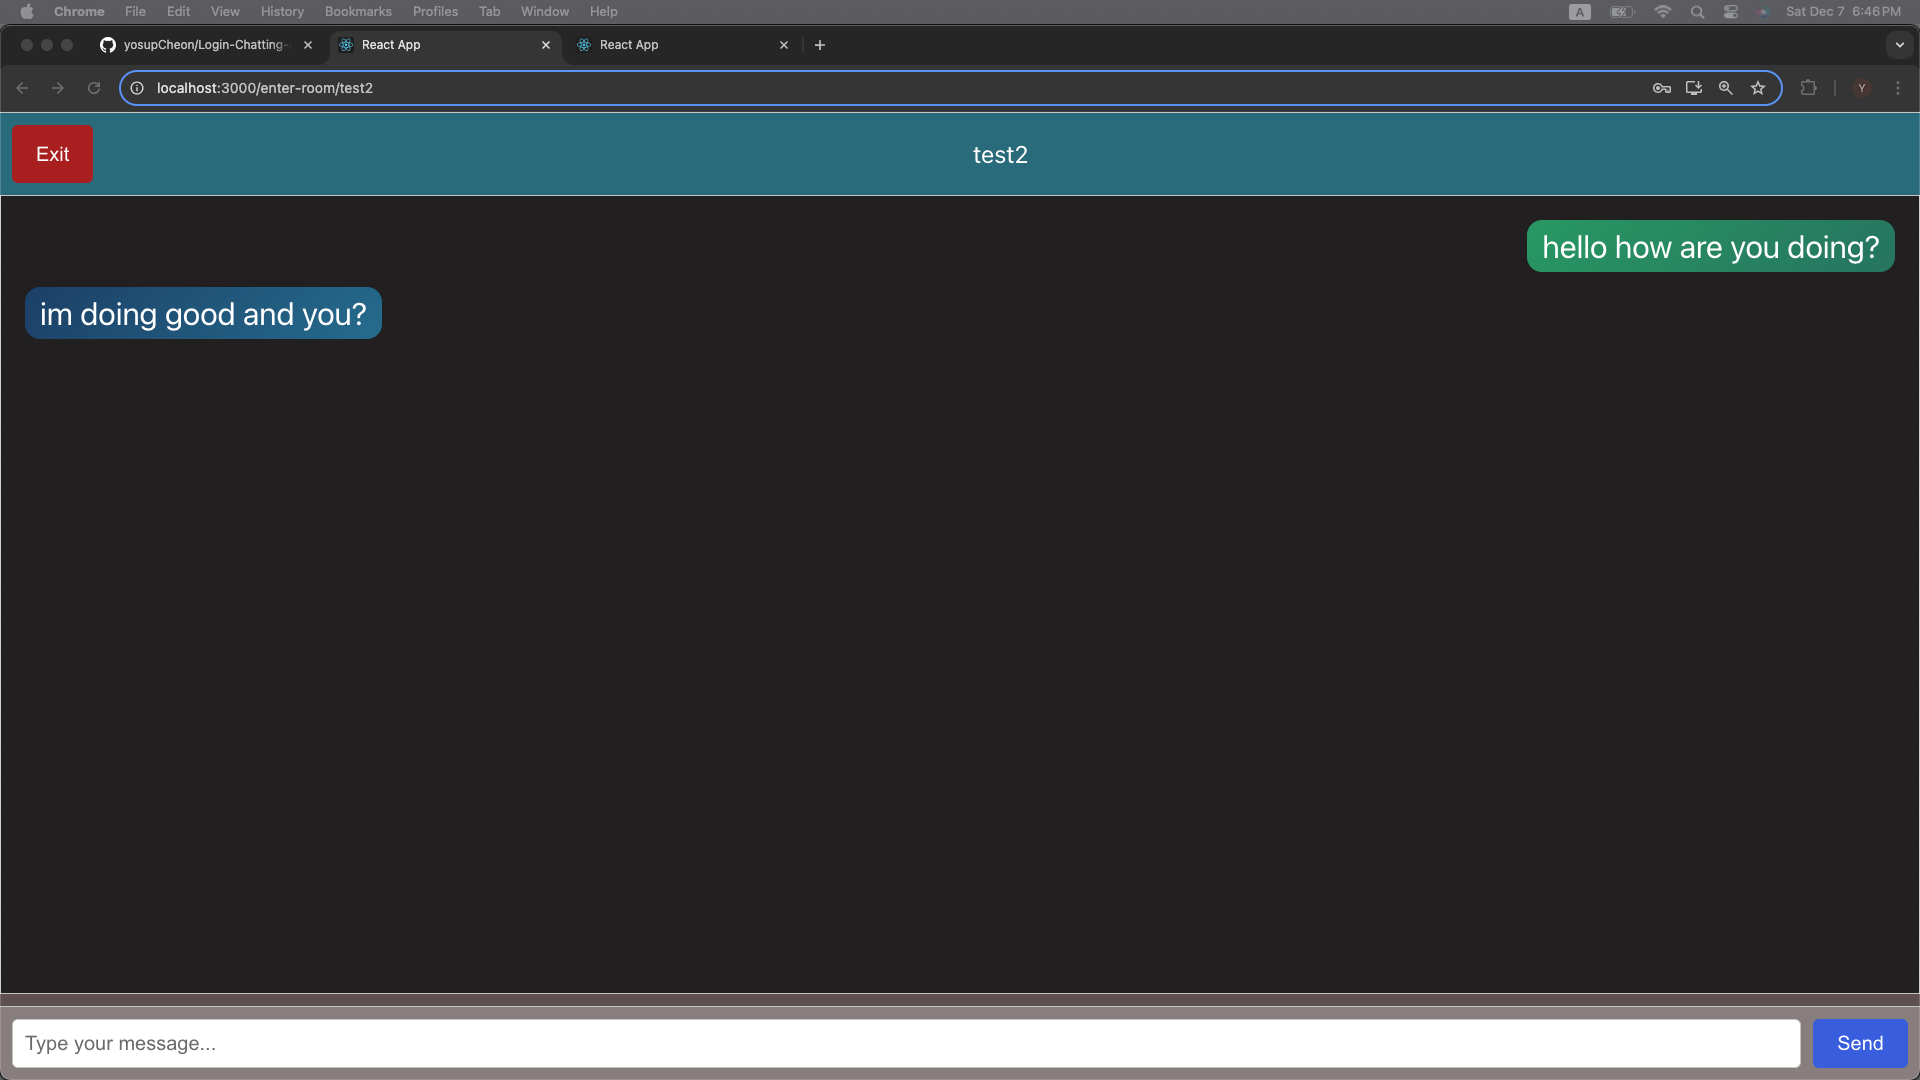 Chrome File Edit View History Bookmarks Profiles Tab Window Help A Sat Dec 7 6:46 PM
yosupCheon/Login-Chatting- React App React App
localhost:3000/enter-room/test2 Y
Exit test2
hello how are you doing?
im doing good and you?
Type your message... Send